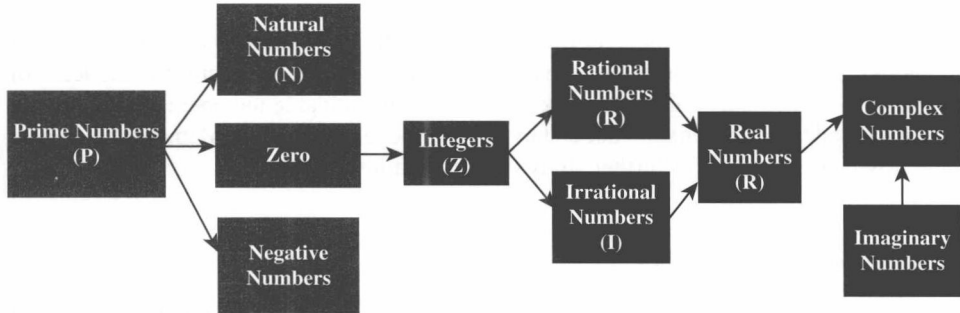 Prime Numbers
(P)
Natural
Numbers
(N)
Zero
Negative
Numbers
Integers
(Z)
Rational
Numbers
(R)
Irrational
Numbers
(I)
Real
Numbers
(R)
Complex
Numbers
Imaginary
Numbers